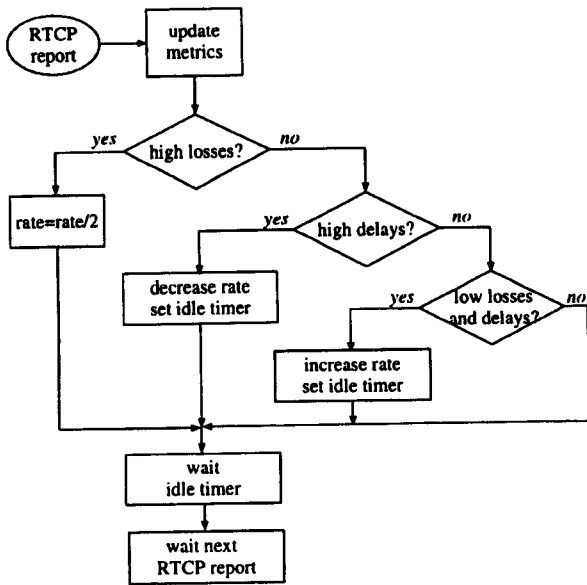 RTCP
report
update
metrics
yes
no
high losses?
rate=rate/2
yes
no
high delays?
decrease rate
set idle timer
yes
no
low losses
and delays?
increase rate
set idle timer
wait
idle timer
wait next
RTCP report